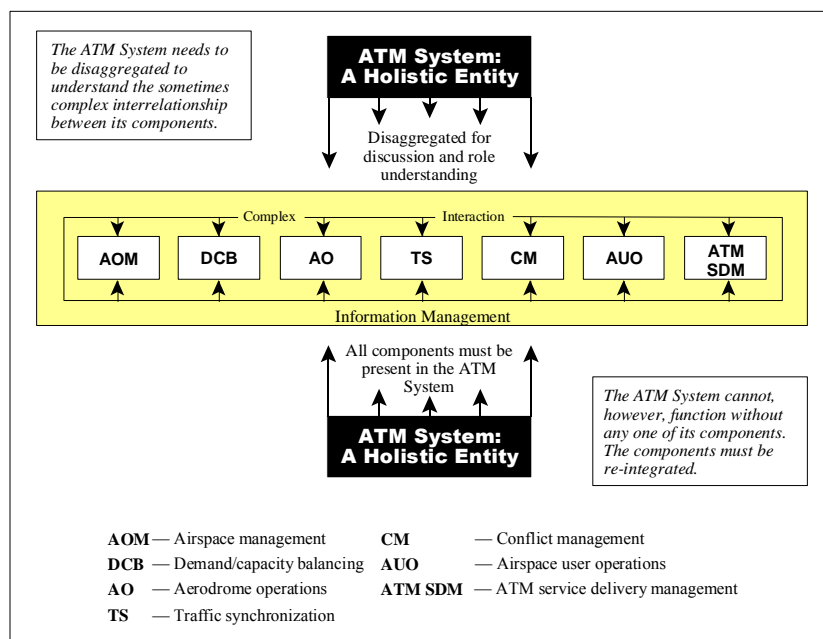 The ATM System needs to
be disaggregated to
understand the sometimes
complex interrelationship
between its components.
ATM System:
A Holistic Entity
Disaggregated for
discussion and role
understanding
Complex
Interaction
AOM
DCB
AO
TS
CM
AUO
ATM
SDM
Information Management
All components must be
present in the ATM
System
ATM System:
A Holistic Entity
The ATM System cannot,
however, function without
any one of its components.
The components must be
re-integrated.
AOM — Airspace management
DCB — Demand/capacity balancing
AO — Aerodrome operations
TS — Traffic synchronization
CM — Conflict management
AUO — Airspace user operations
ATM SDM — ATM service delivery management